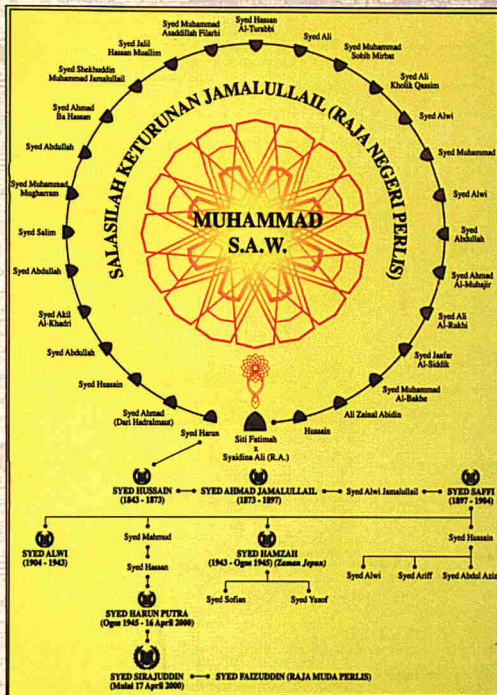 SALASILAH KETURUNAN JAMALULLAIL (RAJA NEGERI PERLIS)
MUHAMMAD
S.A.W.
Siti Fatimah
x
Syaidina Ali (R.A.)
Hussain
Ali Zainal Abidin
Syed Muhammad
Al-Bakhe
Syed Jaafar
Al-Siddik
Syed Ali
Al-Rukhi
Syed Ahmad
Al-Muhajir
Syed
Abdullah
Syed Alwi
Syed Muhammad
Syed Alwi
Syed Ali
Kholik Qassim
Syed Muhammad
Sohib Mirbat
Syed Ali
Syed Hassan
Al-Turabbi
Syed Muhammad
Asaddillah Filarhi
Syed Jalil
Hassan Muallim
Syed Shekhuddin
Muhammad Jamalullail
Syed Ahmad
Ba Hassan
Syed Abdullah
Syed Muhammad
Mugharram
Syed Salim
Syed Abdullah
Syed Akil
Al-Khadri
Syed Abdullah
Syed Hussain
Syed Ahmad
(Dari Hadralmaut)
Syed Harun
SYED HUSSAIN
(1843 - 1873)
SYED AHMAD JAMALULLAIL
(1873 - 1897)
Syed Alwi Jamalullail
SYED SAFFI
(1897 - 1904)
SYED ALWI
(1904 - 1943)
Syed Mahmud
SYED HAMZAH
(1943 - Ogos 1945) (Zaman Jepun)
Syed Hussain
Syed Hassan
Syed Sofian
Syed Yusof
Syed Alwi
Syed Ariff
Syed Abdul Aziz
SYED HARUN PUTRA
(Ogos 1945 - 16 April 2000)
SYED SIRAJUDDIN
(Mulai 17 April 2000)
SYED FAIZUDDIN (RAJA MUDA PERLIS)